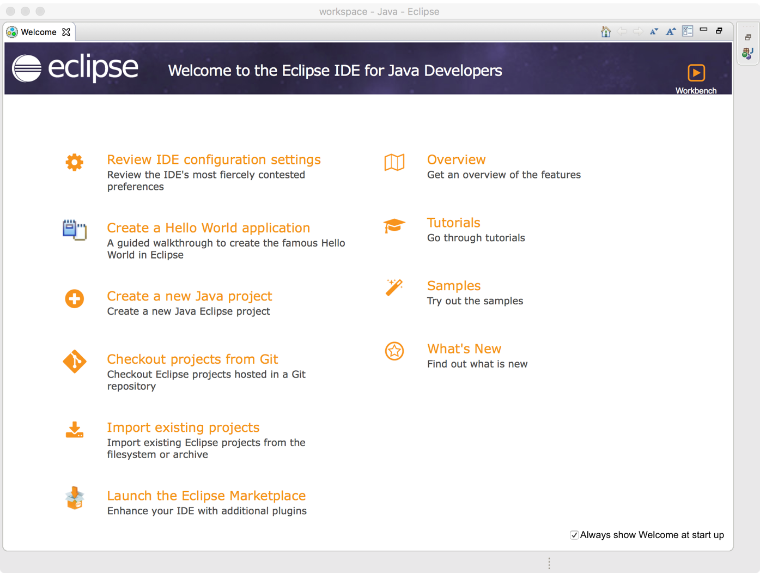 workspace - Java - Eclipse
Welcome
eclipse
Welcome to the Eclipse IDE for Java Developers
Workbench
Review IDE configuration settings
Review the IDE's most fiercely contested
preferences
Create a Hello World application
A guided walkthrough to create the famous Hello
World in Eclipse
Create a new Java project
Create a new Java Eclipse project
Checkout projects from Git
Checkout Eclipse projects hosted in a Git
repository
Import existing projects
Import existing Eclipse projects from the
filesystem or archive
Launch the Eclipse Marketplace
Enhance your IDE with additional plugins
Overview
Get an overview of the features
Tutorials
Go through tutorials
Samples
Try out the samples
What's New
Find out what is new
Always show Welcome at start up